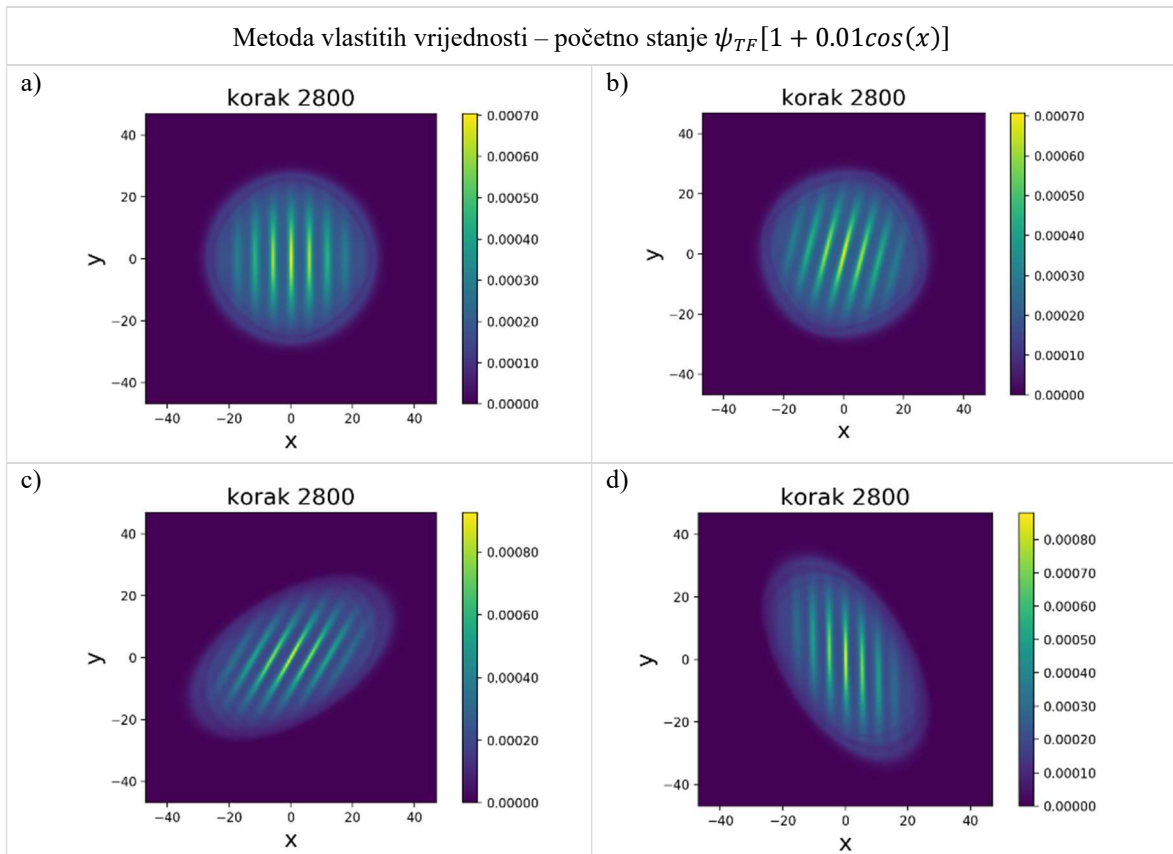 Metoda vlastitih vrijednosti – početno stanje ψ_TF[1 + 0.01cos(x)]
a)
korak 2800
40
20
0
−20
−40
y
−40 −20 0 20 40
x
0.00070
0.00060
0.00050
0.00040
0.00030
0.00020
0.00010
0.00000
b)
korak 2800
40
20
0
−20
−40
y
−40 −20 0 20 40
x
0.00070
0.00060
0.00050
0.00040
0.00030
0.00020
0.00010
0.00000
c)
korak 2800
40
20
0
−20
−40
y
−40 −20 0 20 40
x
0.00080
0.00060
0.00040
0.00020
0.00000
d)
korak 2800
40
20
0
−20
−40
y
−40 −20 0 20 40
x
0.00080
0.00070
0.00060
0.00050
0.00040
0.00030
0.00020
0.00010
0.00000